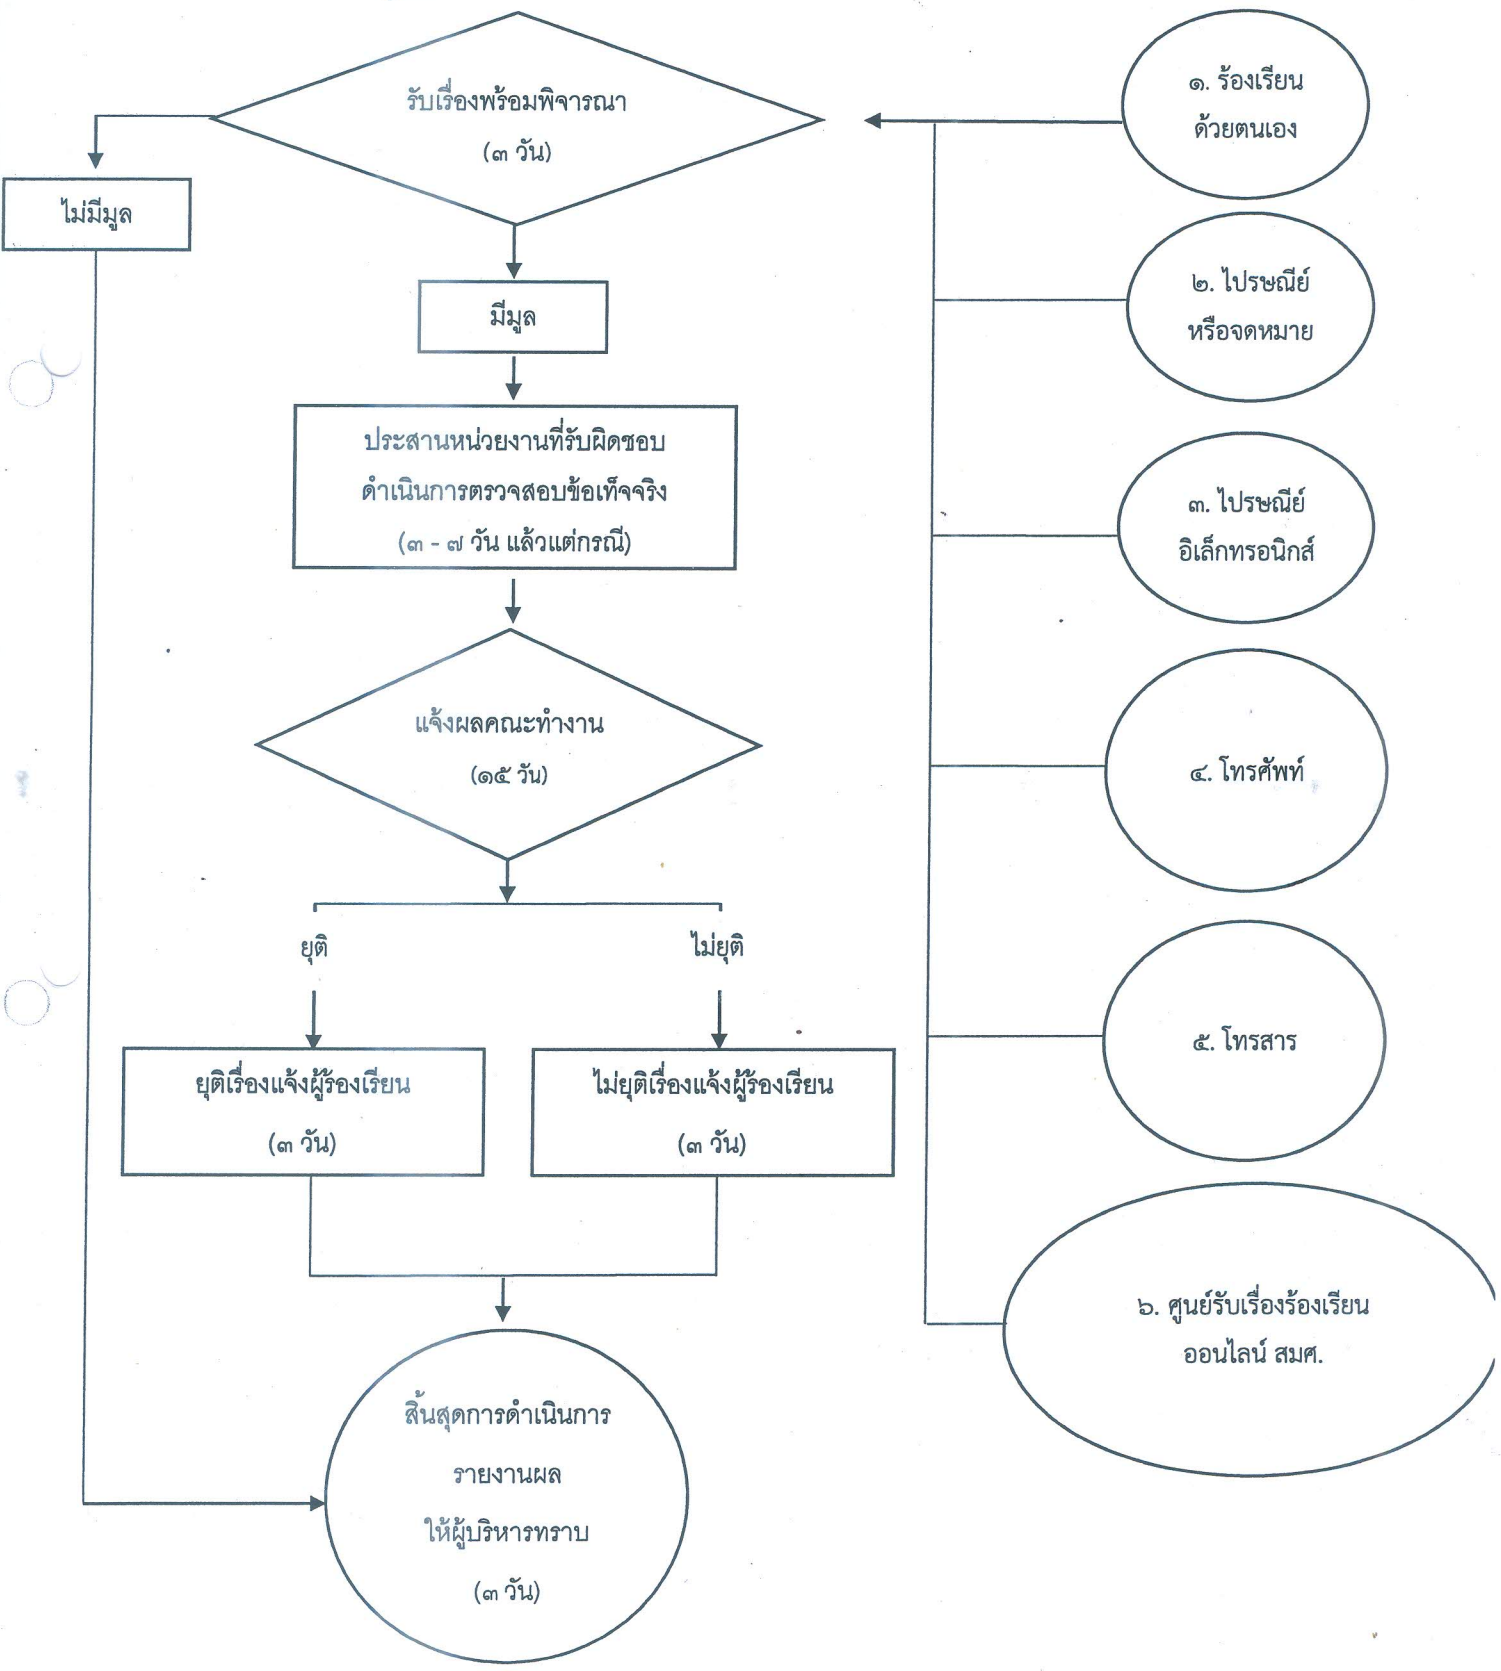 รับเรื่องพร้อมพิจารณา
(๓ วัน)
ไม่มีมูล
มีมูล
ประสานหน่วยงานที่รับผิดชอบ
ดำเนินการตรวจสอบข้อเท็จจริง
(๓ - ๗ วัน แล้วแต่กรณี)
แจ้งผลคณะทำงาน
(๑๕ วัน)
ยุติ
ไม่ยุติ
ยุติเรื่องแจ้งผู้ร้องเรียน
(๓ วัน)
ไม่ยุติเรื่องแจ้งผู้ร้องเรียน
(๓ วัน)
สิ้นสุดการดำเนินการ
รายงานผล
ให้ผู้บริหารทราบ
(๓ วัน)
๑. ร้องเรียน
ด้วยตนเอง
๒. ไปรษณีย์
หรือจดหมาย
๓. ไปรษณีย์
อิเล็กทรอนิกส์
๔. โทรศัพท์
๕. โทรสาร
๖. ศูนย์รับเรื่องร้องเรียน
ออนไลน์ สมศ.